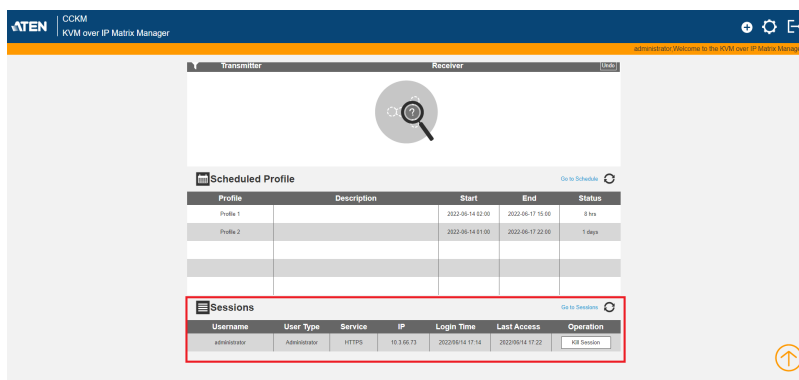 ATEN
CCKM
KVM over IP Matrix Manager
administrator,Welcome to the KVM over IP Matrix Manag
Transmitter Receiver Undo
?
Scheduled Profile Go to Schedule
Profile Description Start End Status
Profile 1 2022-06-14 02:00 2022-06-17 15:00 8 hrs
Profile 2 2022-06-14 01:00 2022-06-17 22:00 1 days
Sessions Go to Sessions
Username User Type Service IP Login Time Last Access Operation
administrator Administrator HTTPS 10.3.66.73 2022/06/14 17:14 2022/06/14 17:22 Kill Session